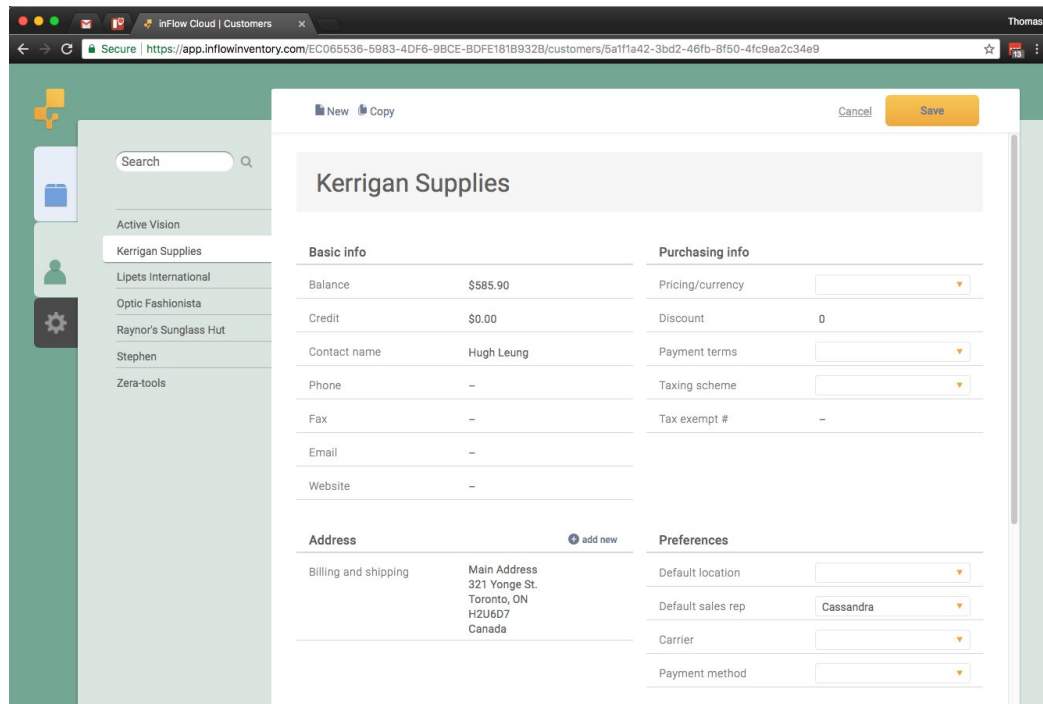 inFlow Cloud | Customers
Thomas
Secure | https://app.inflowinventory.com/EC065536-5983-4DF6-9BCE-BDFE181B932B/customers/5a1f1a42-3bd2-46fb-8f50-4fc9ea2c34e9
13
New Copy Cancel Save
Search
Active Vision
Kerrigan Supplies
Lipets International
Optic Fashionista
Raynor's Sunglass Hut
Stephen
Zera-tools
Kerrigan Supplies
Basic info
Balance $585.90
Credit $0.00
Contact name Hugh Leung
Phone –
Fax –
Email –
Website –
Purchasing info
Pricing/currency
Discount 0
Payment terms
Taxing scheme
Tax exempt # –
Address add new
Billing and shipping Main Address
321 Yonge St.
Toronto, ON
H2U6D7
Canada
Preferences
Default location
Default sales rep Cassandra
Carrier
Payment method